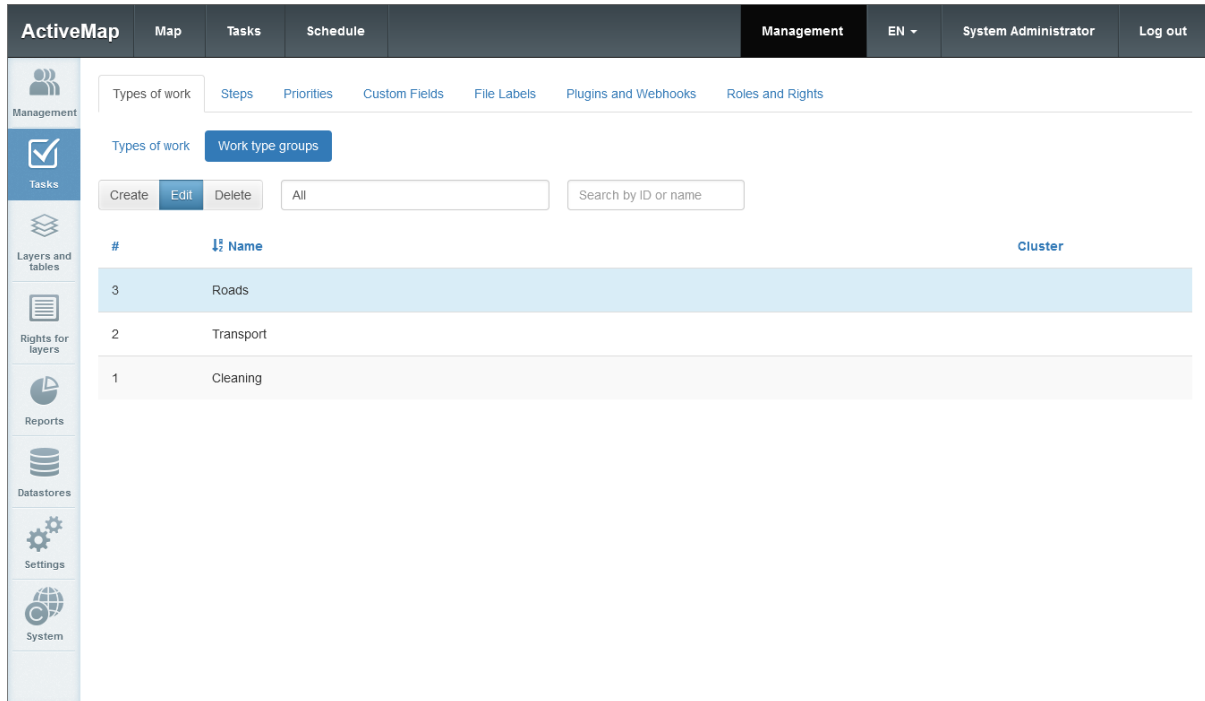 ActiveMap Map Tasks Schedule Management EN System Administrator Log out
Management
Tasks
Layers and
tables
Rights for
layers
Reports
Datastores
Settings
System
Types of work Steps Priorities Custom Fields File Labels Plugins and Webhooks Roles and Rights
Types of work Work type groups
Create Edit Delete All Search by ID or name
# Name Cluster
3 Roads
2 Transport
1 Cleaning